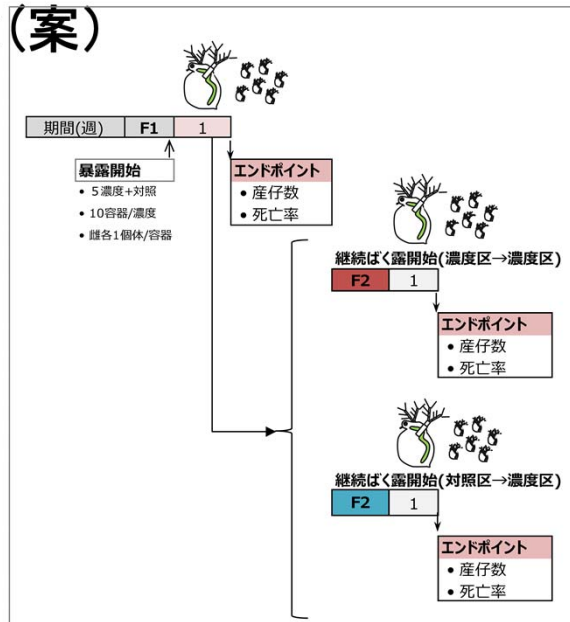 (案)
期間(週) F1 1
暴露開始
• 5濃度+対照
• 10容器/濃度
• 雌各1個体/容器
エンドポイント
• 産仔数
• 死亡率
継続ばく露開始(濃度区→濃度区)
F2 1
エンドポイント
• 産仔数
• 死亡率
継続ばく露開始(対照区→濃度区)
F2 1
エンドポイント
• 産仔数
• 死亡率